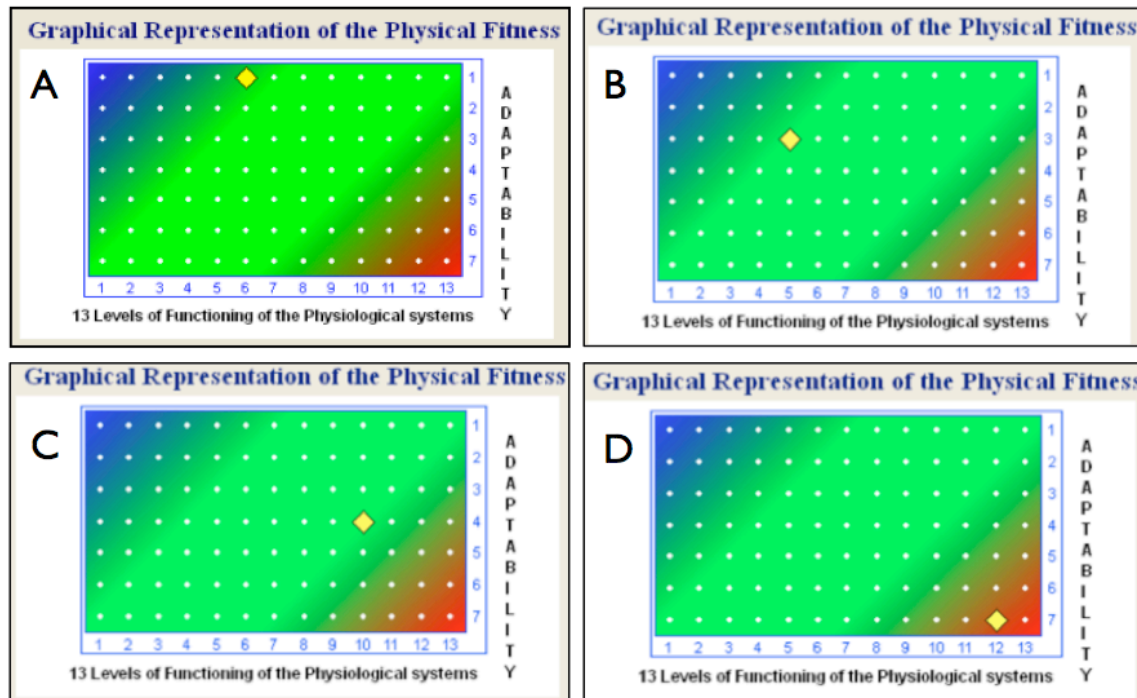 Graphical Representation of the Physical Fitness
A
1
2
3
4
5
6
7
ADAPTABILITY
1 2 3 4 5 6 7 8 9 10 11 12 13
13 Levels of Functioning of the Physiological systems
Graphical Representation of the Physical Fitness
B
1
2
3
4
5
6
7
ADAPTABILITY
1 2 3 4 5 6 7 8 9 10 11 12 13
13 Levels of Functioning of the Physiological systems
Graphical Representation of the Physical Fitness
C
1
2
3
4
5
6
7
ADAPTABILITY
1 2 3 4 5 6 7 8 9 10 11 12 13
13 Levels of Functioning of the Physiological systems
Graphical Representation of the Physical Fitness
D
1
2
3
4
5
6
7
ADAPTABILITY
1 2 3 4 5 6 7 8 9 10 11 12 13
13 Levels of Functioning of the Physiological systems